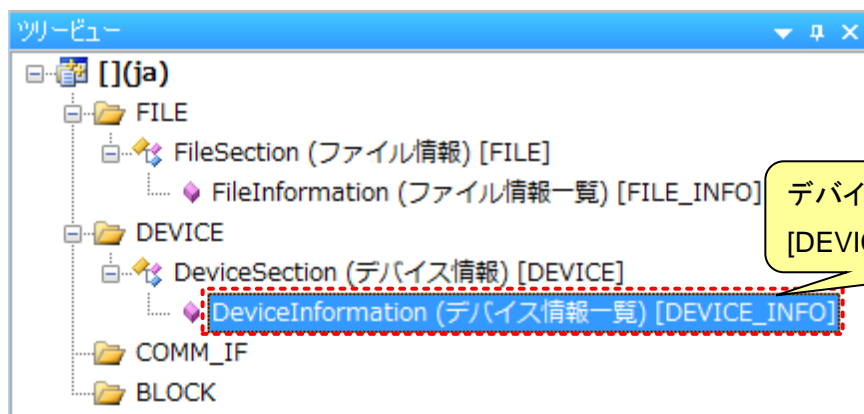 ツリービュー
[](ja)
FILE
FileSection (ファイル情報) [FILE]
FileInformation (ファイル情報一覧) [FILE_INFO]
デバイ
[DEVIC
DEVICE
DeviceSection (デバイス情報) [DEVICE]
DeviceInformation (デバイス情報一覧) [DEVICE_INFO]
COMM_IF
BLOCK